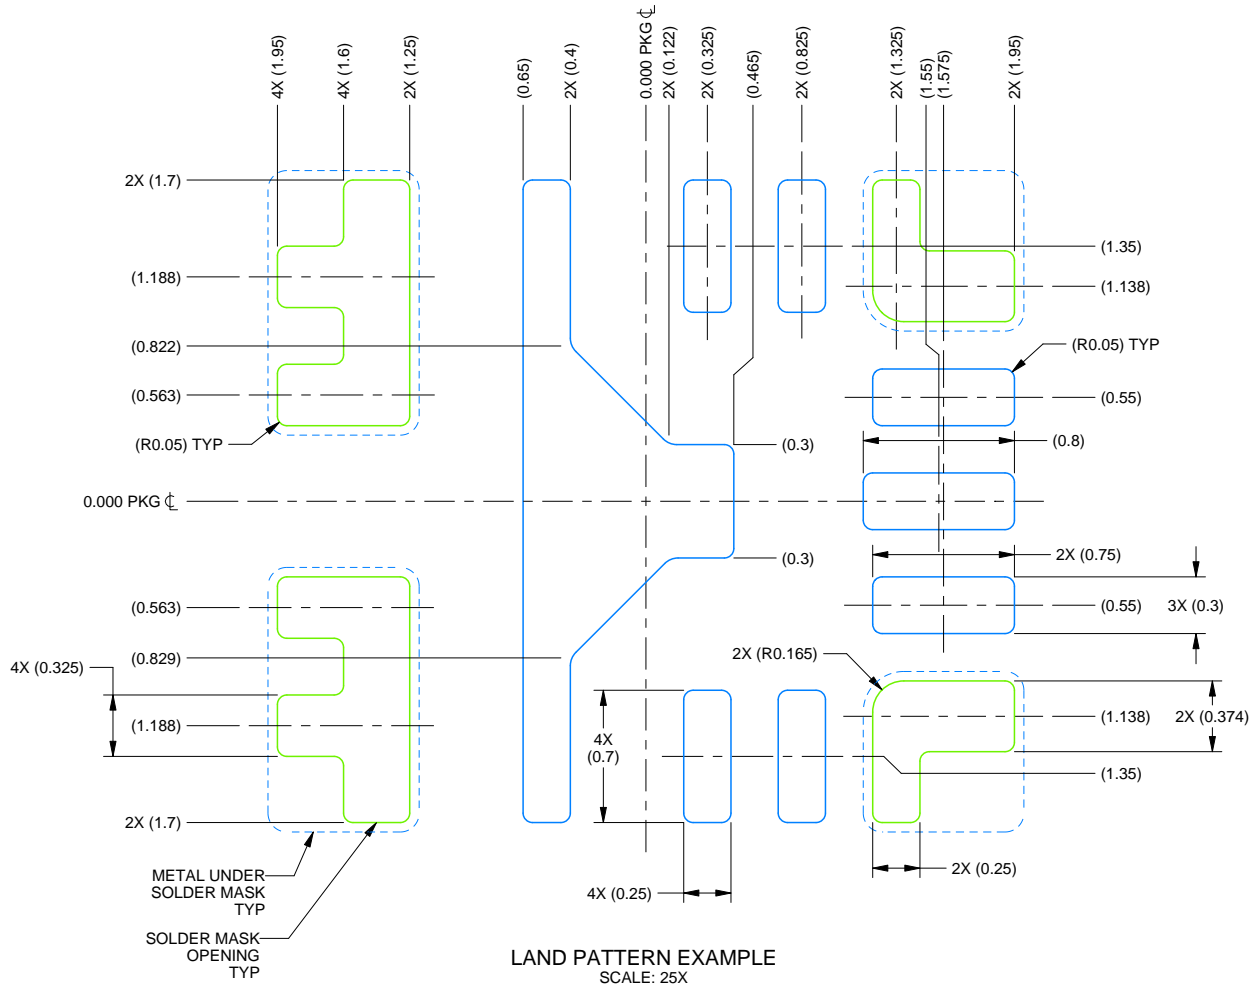 4X (1.95)
4X (1.6)
2X (1.25)
(0.65)
2X (0.4)
0.000 PKG ℄
2X (0.122)
2X (0.325)
(0.465)
2X (0.825)
2X (1.325)
(1.55)
(1.575)
2X (1.95)
2X (1.7)
(1.188)
(0.822)
(0.563)
(R0.05) TYP
0.000 PKG ℄
(0.563)
(0.829)
4X (0.325)
(1.188)
2X (1.7)
METAL UNDER
SOLDER MASK
TYP
SOLDER MASK
OPENING
TYP
(1.35)
(1.138)
(R0.05) TYP
(0.55)
(0.3)
(0.8)
(0.3)
2X (0.75)
(0.55)
3X (0.3)
2X (R0.165)
(1.138)
2X (0.374)
4X
(0.7)
(1.35)
2X (0.25)
4X (0.25)
LAND PATTERN EXAMPLE
SCALE: 25X